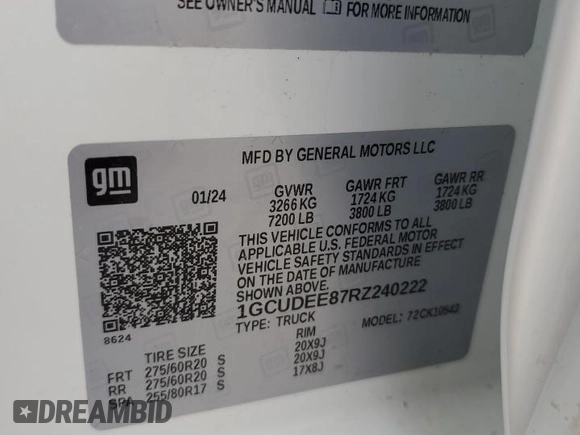 SEE OWNER'S MANUAL FOR MORE INFORMATION
gm
MFD BY GENERAL MOTORS LLC
01/24 GVWR GAWR FRT GAWR RR
3266 KG 1724 KG 1724 KG
7200 LB 3800 LB 3800 LB
THIS VEHICLE CONFORMS TO ALL
APPLICABLE U.S. FEDERAL MOTOR
VEHICLE SAFETY STANDARDS IN EFFECT
ON THE DATE OF MANUFACTURE
SHOWN ABOVE.
1GCUDEE87RZ240222
TYPE: TRUCK MODEL: 72CK10543
8624
TIRE SIZE RIM
FRT 275/60R20 S 20X9J
RR 275/60R20 S 20X9J
SPA 255/80R17 S 17X8J
DREAMBID